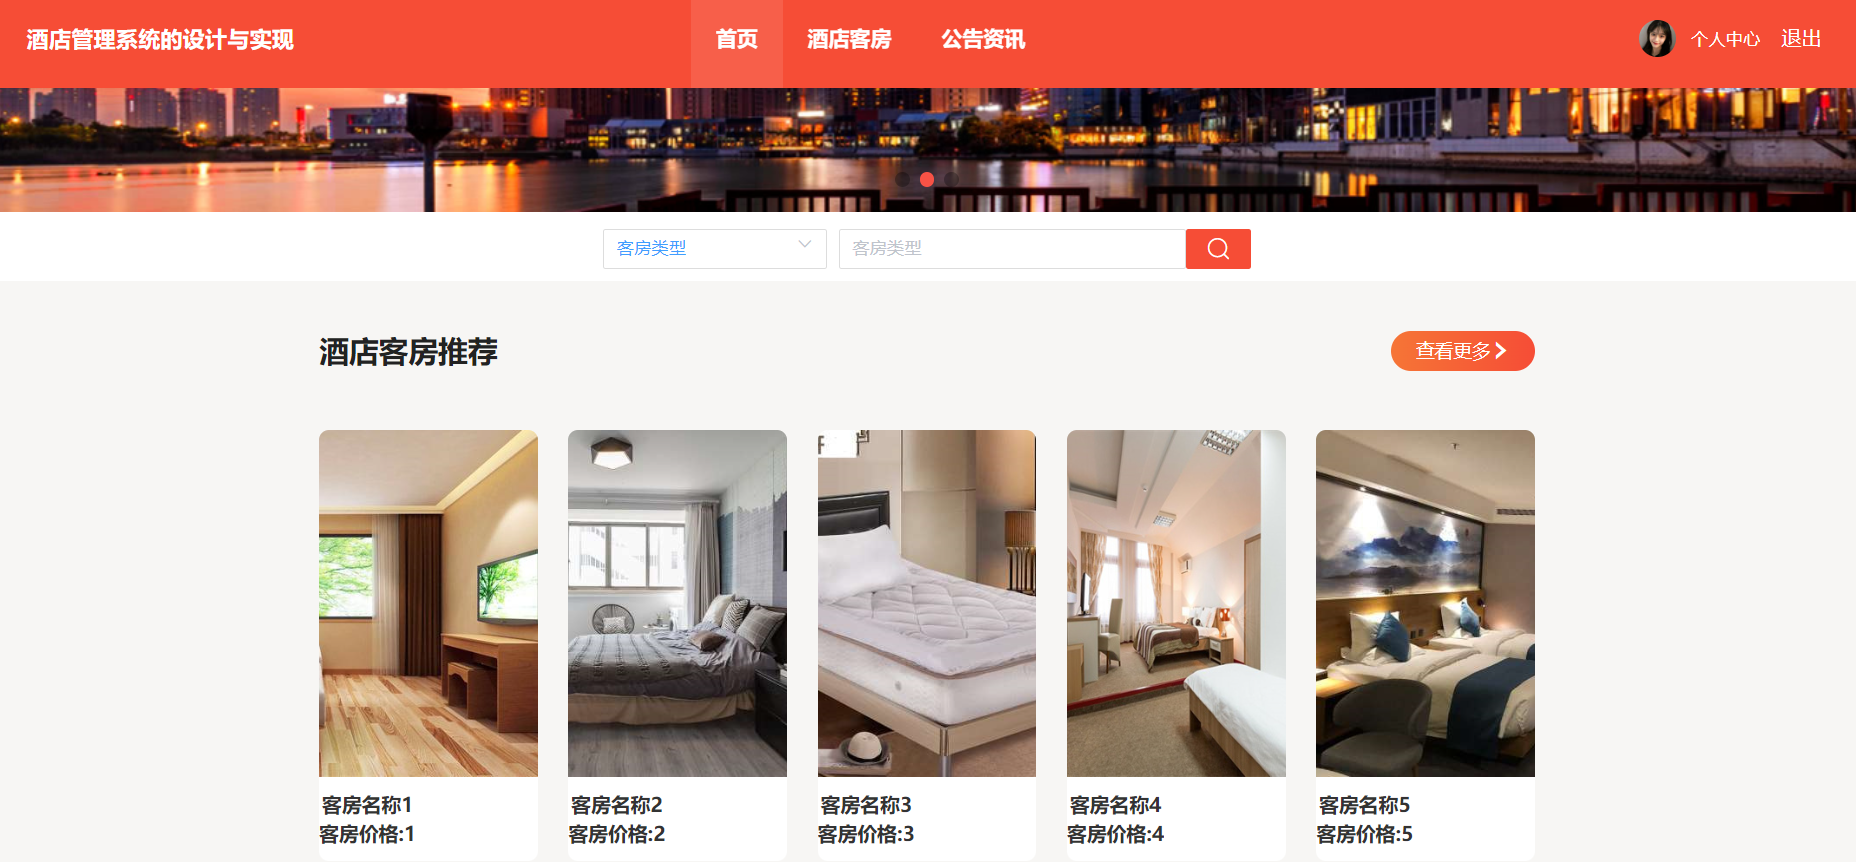 酒店管理系统的设计与实现
首页 酒店客房 公告资讯
个人中心 退出
客房类型
客房类型
酒店客房推荐
查看更多
客房名称1
客房价格:1
客房名称2
客房价格:2
客房名称3
客房价格:3
客房名称4
客房价格:4
客房名称5
客房价格:5